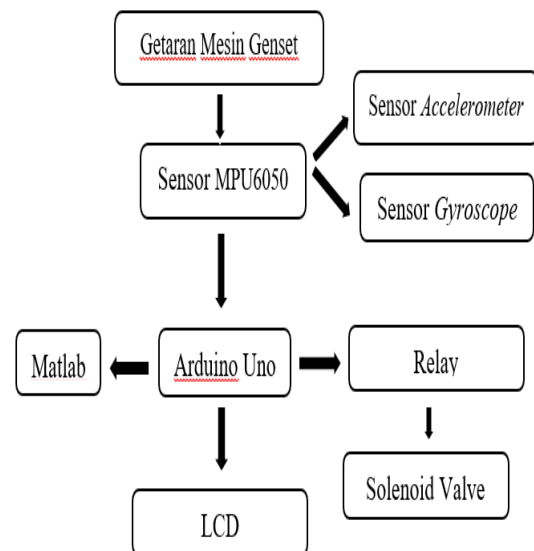 Getaran Mesin Genset
Sensor Accelerometer
Sensor MPU6050
Sensor Gyroscope
Matlab
Arduino Uno
Relay
Solenoid Valve
LCD